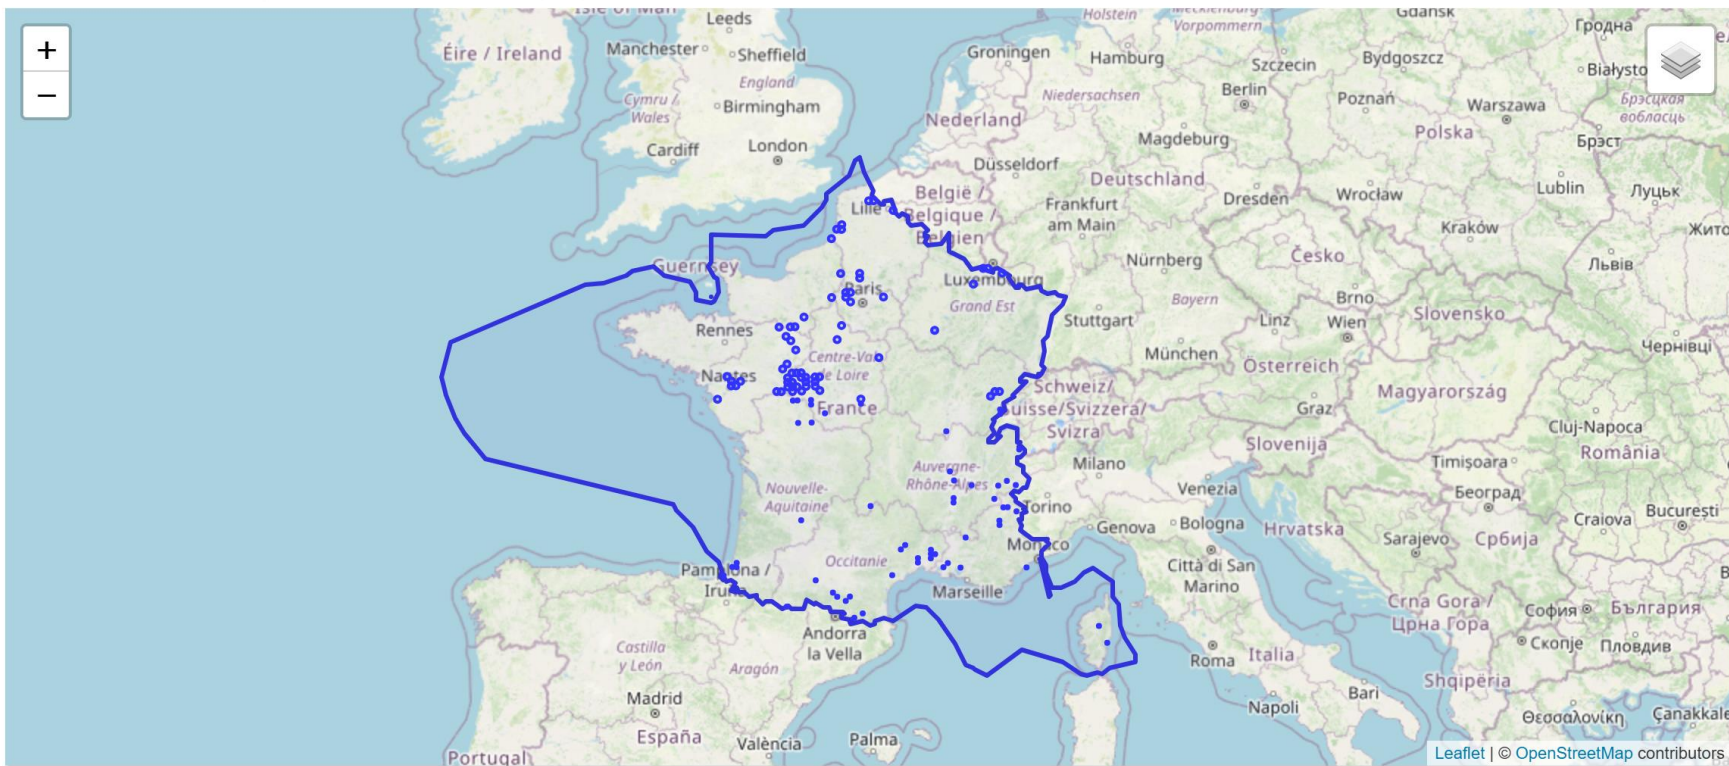 Leeds
Gdańsk
Holstein
Vorpommern
Гродна
+
Éire / Ireland
Manchester
Sheffield
Groningen
Hamburg
Szczecin
Bydgoszcz
Białysto
−
England
Birmingham
Cymru /
Wales
Niedersachsen
Berlin
Poznań
Warszawa
Брэсцкая
вобласць
Nederland
Polska
Cardiff
London
Magdeburg
Брэст
Düsseldorf
Deutschland
Dresden
Wrocław
Lublin
Луцьк
België /
Belgique /
Belgien
Lille
Frankfurt
am Main
Kraków
Жито
Česko
Guernsey
Luxembourg
Nürnberg
Львів
Paris
Grand Est
Bayern
Brno
Rennes
Stuttgart
Linz
Wien
Slovensko
Чернівці
Centre-Va
de Loire
München
Österreich
Nantes
France
Schweiz/
Suisse/Svizzera/
Svizra
Magyarország
Graz
Cluj-Napoca
România
Slovenija
Auvergne-
Rhône-Alpes
Milano
Timișoara
Nouvelle-
Aquitaine
Venezia
Београд
Torino
Genova
Bologna
Hrvatska
Craiova
București
Monaco
Sarajevo
Србија
Occitanie
Pamplona /
Iruña
Marseille
Città di San
Marino
Crna Gora /
Црна Гора
София
България
Andorra
la Vella
Castilla
y León
Aragón
Roma
Italia
Скопје
Пловдив
Shqipëria
Madrid
Napoli
Bari
Θεσσαλονίκη
Çanakkale
España
València
Palma
Portugal
Leaflet | © OpenStreetMap contributors